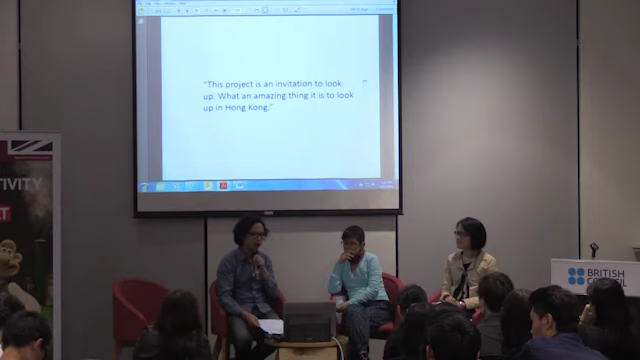 "This project is an invitation to look
up. What an amazing thing it is to look
up in Hong Kong."
TIVITY
BRITISH
COUNCIL